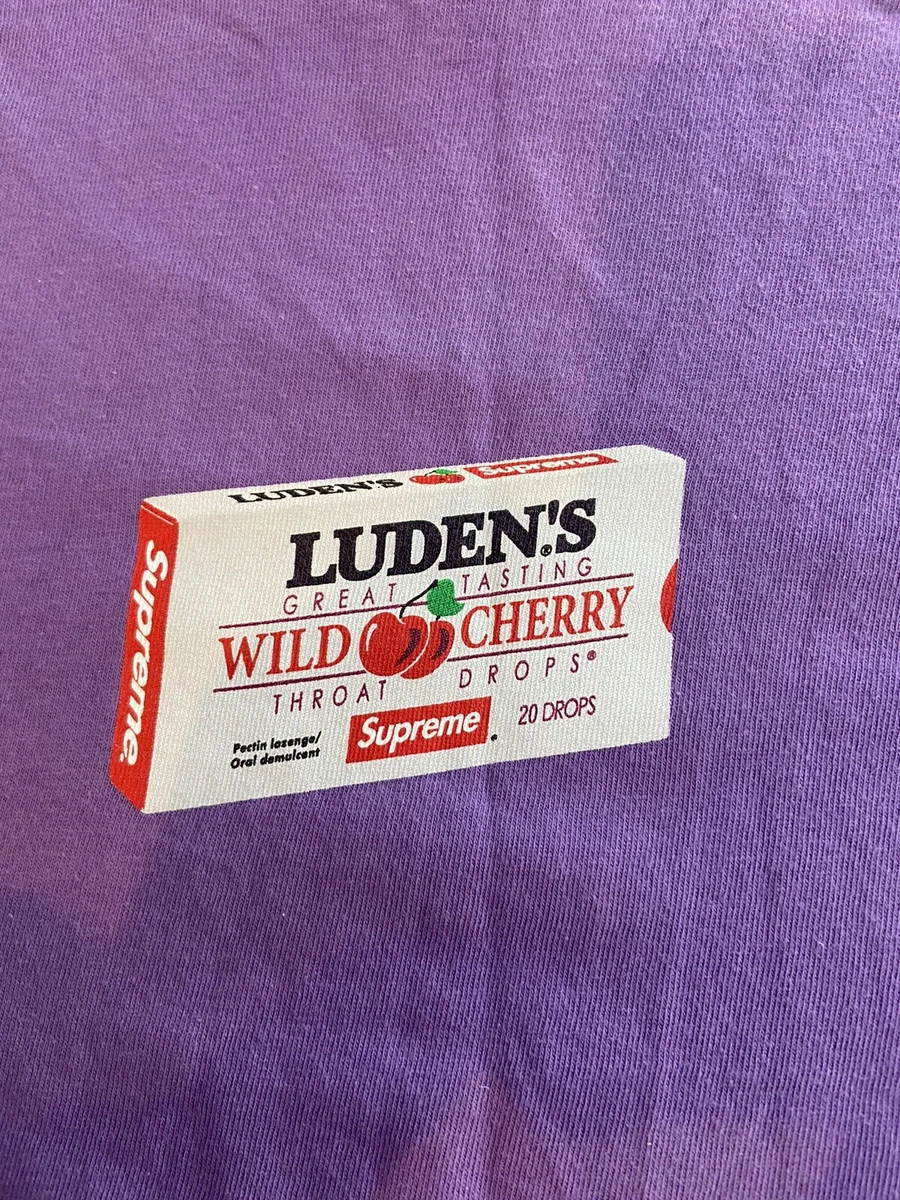 LUDEN'S Supreme
Supreme
LUDEN'S®
GREAT TASTING
WILD CHERRY
THROAT DROPS®
Supreme
20 DROPS
Pectin lozenge/
Oral demulcent